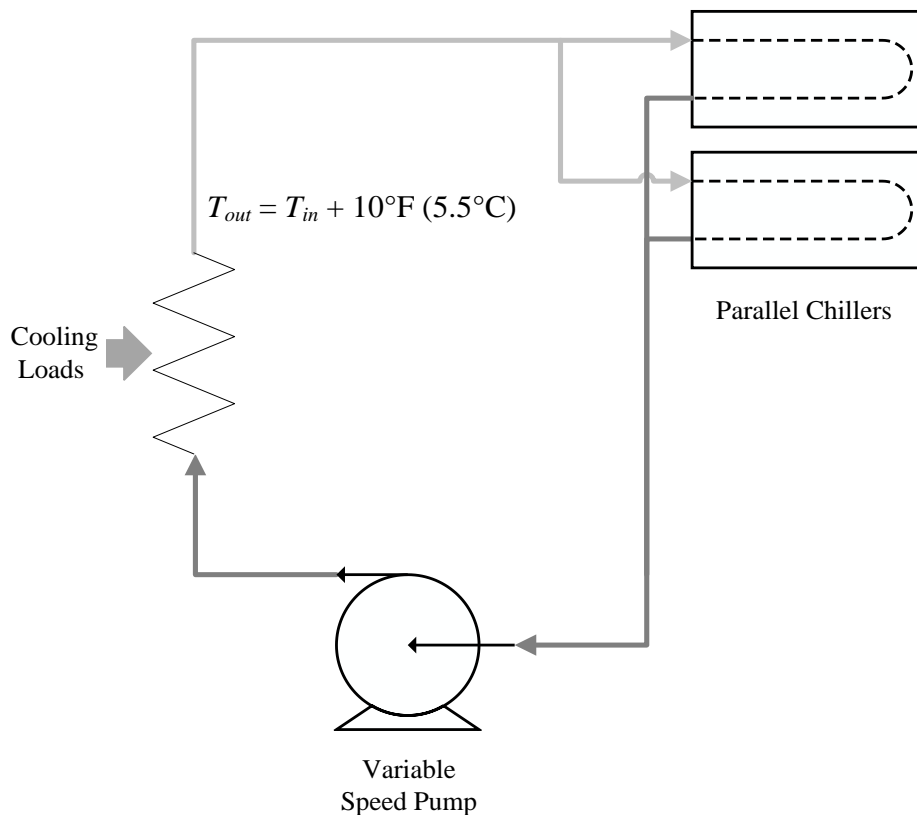 T_out = T_in + 10°F (5.5°C)
Parallel Chillers
Cooling
Loads
Variable
Speed Pump